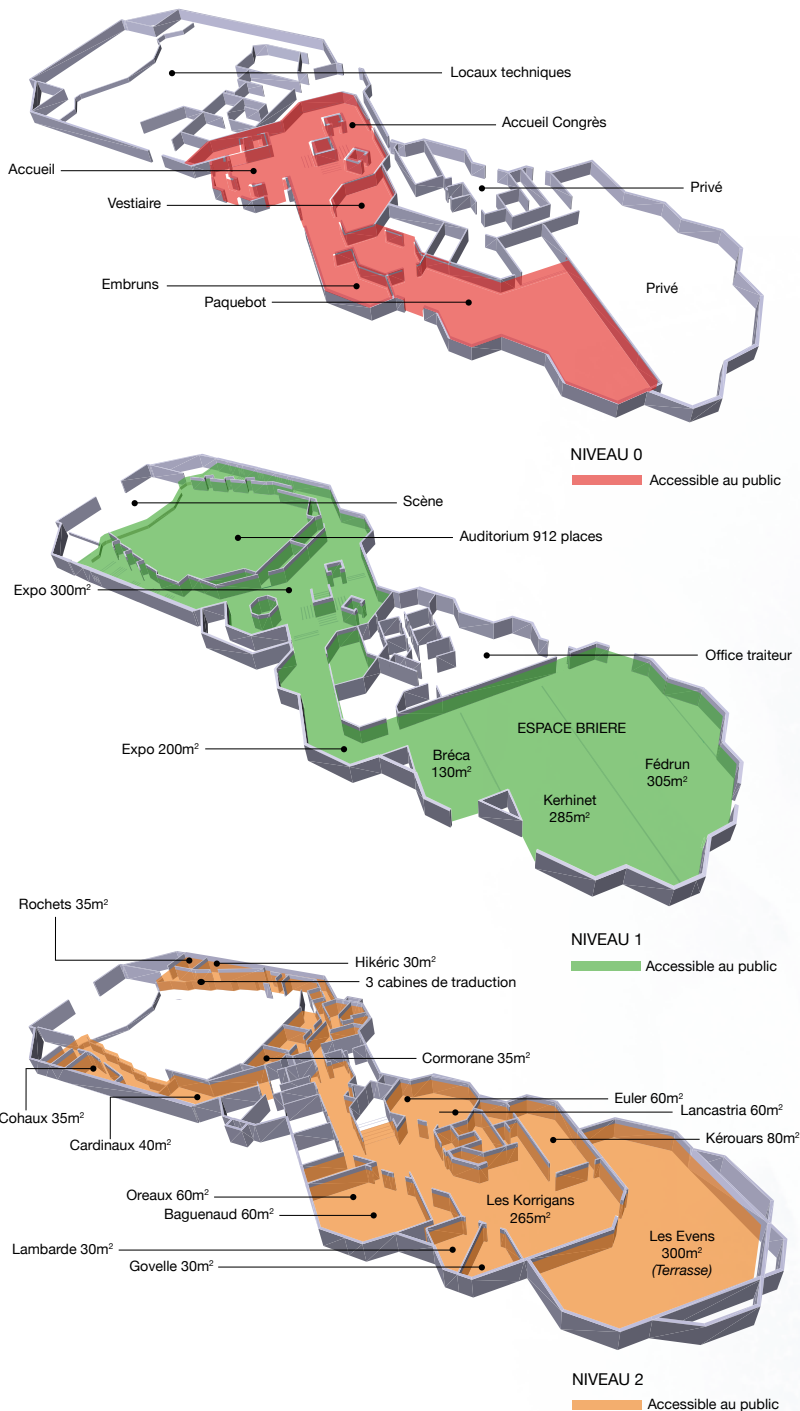 Locaux techniques
Accueil Congrès
Accueil
Privé
Vestiaire
Embruns
Privé
Paquebot
NIVEAU 0
Accessible au public
Scène
Auditorium 912 places
Expo 300m²
Office traiteur
ESPACE BRIERE
Expo 200m²
Bréca
130m²
Fédrun
305m²
Kerhinet
285m²
Rochets 35m²
NIVEAU 1
Accessible au public
Hikéric 30m²
3 cabines de traduction
Cormorane 35m²
Euler 60m²
Lancastria 60m²
Cohaux 35m²
Kérouars 80m²
Cardinaux 40m²
Oreaux 60m²
Les Korrigans
265m²
Baguenaud 60m²
Les Evens
300m²
(Terrasse)
Lambarde 30m²
Govelle 30m²
NIVEAU 2
Accessible au public